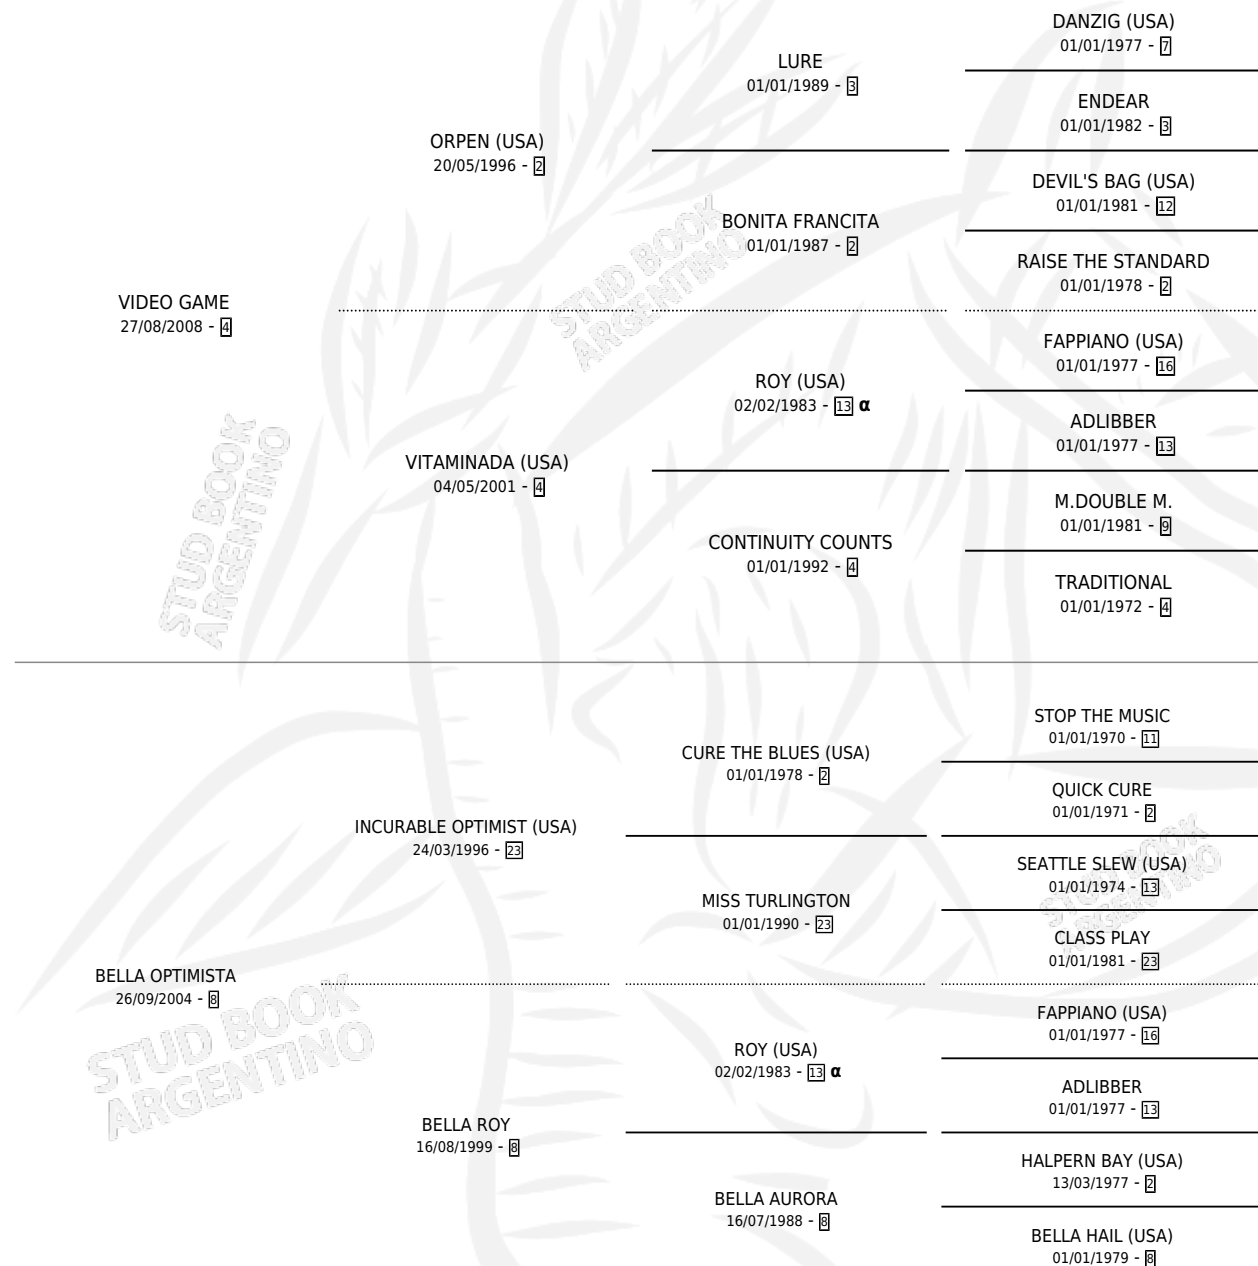 DANZIG (USA)
01/01/1977 - 7
LURE
01/01/1989 - 3
ENDEAR
01/01/1982 - 3
ORPEN (USA)
20/05/1996 - 2
DEVIL'S BAG (USA)
01/01/1981 - 12
BONITA FRANCITA
01/01/1987 - 2
RAISE THE STANDARD
01/01/1978 - 2
VIDEO GAME
27/08/2008 - 4
FAPPIANO (USA)
01/01/1977 - 16
ROY (USA)
02/02/1983 - 13 α
ADLIBBER
01/01/1977 - 13
VITAMINADA (USA)
04/05/2001 - 4
M.DOUBLE M.
01/01/1981 - 9
CONTINUITY COUNTS
01/01/1992 - 4
TRADITIONAL
01/01/1972 - 4
STOP THE MUSIC
01/01/1970 - 11
CURE THE BLUES (USA)
01/01/1978 - 2
QUICK CURE
01/01/1971 - 2
INCURABLE OPTIMIST (USA)
24/03/1996 - 23
SEATTLE SLEW (USA)
01/01/1974 - 13
MISS TURLINGTON
01/01/1990 - 23
CLASS PLAY
01/01/1981 - 23
BELLA OPTIMISTA
26/09/2004 - 8
FAPPIANO (USA)
01/01/1977 - 16
ROY (USA)
02/02/1983 - 13 α
ADLIBBER
01/01/1977 - 13
BELLA ROY
16/08/1999 - 8
HALPERN BAY (USA)
13/03/1977 - 2
BELLA AURORA
16/07/1988 - 8
BELLA HAIL (USA)
01/01/1979 - 8
STUD BOOK
ARGENTINO
STUD BOOK
ARGENTINO
STUD BOOK
ARGENTINO
STUD BOOK
ARGENTINO